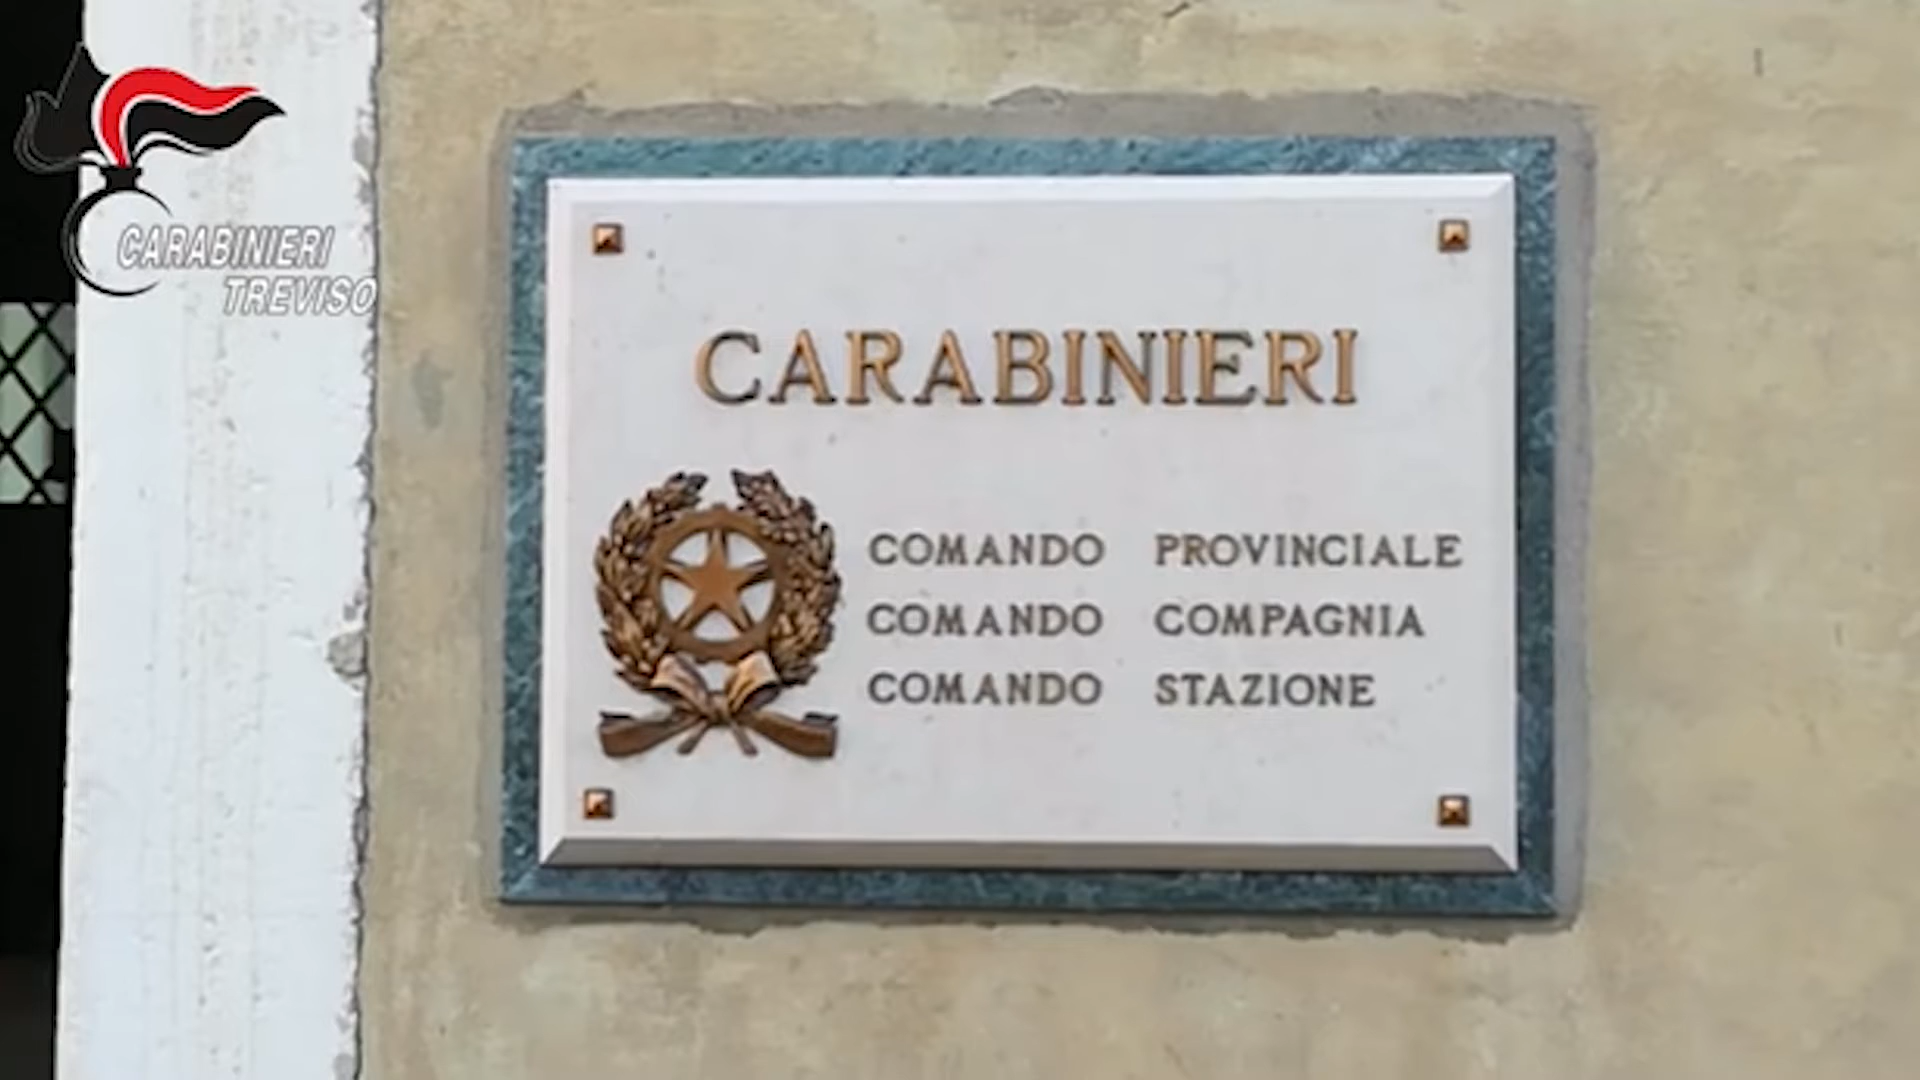 CARABINIERI
TREVISO
CARABINIERI
COMANDO PROVINCIALE
COMANDO COMPAGNIA
COMANDO STAZIONE